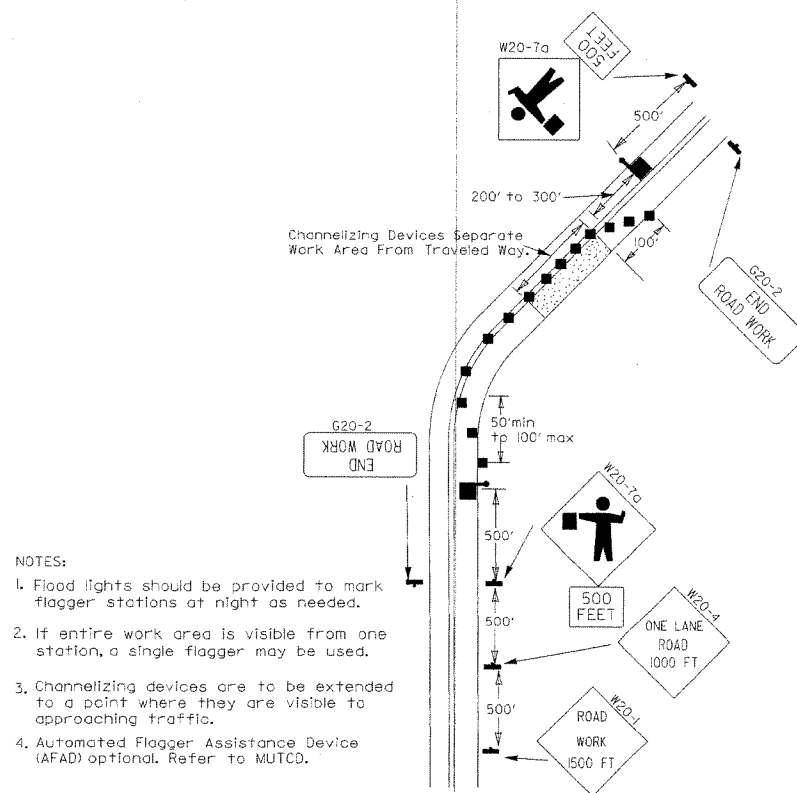 W20-7a
500
FEET
500'
200' to 300'
Channelizing Devices Separate
Work Area From Traveled Way.
100'
G20-2
END
ROAD WORK
G20-2
END
ROAD WORK
50'min
to 100' max
W20-7a
500'
500
FEET
500'
W20-4
ONE LANE
ROAD
1000 FT
500'
W20-1
ROAD
WORK
1500 FT
NOTES:
1. Flood lights should be provided to mark
flagger stations at night as needed.
2. If entire work area is visible from one
station, a single flagger may be used.
3. Channelizing devices are to be extended
to a point where they are visible to
approaching traffic.
4. Automated Flagger Assistance Device
(AFAD) optional. Refer to MUTCD.